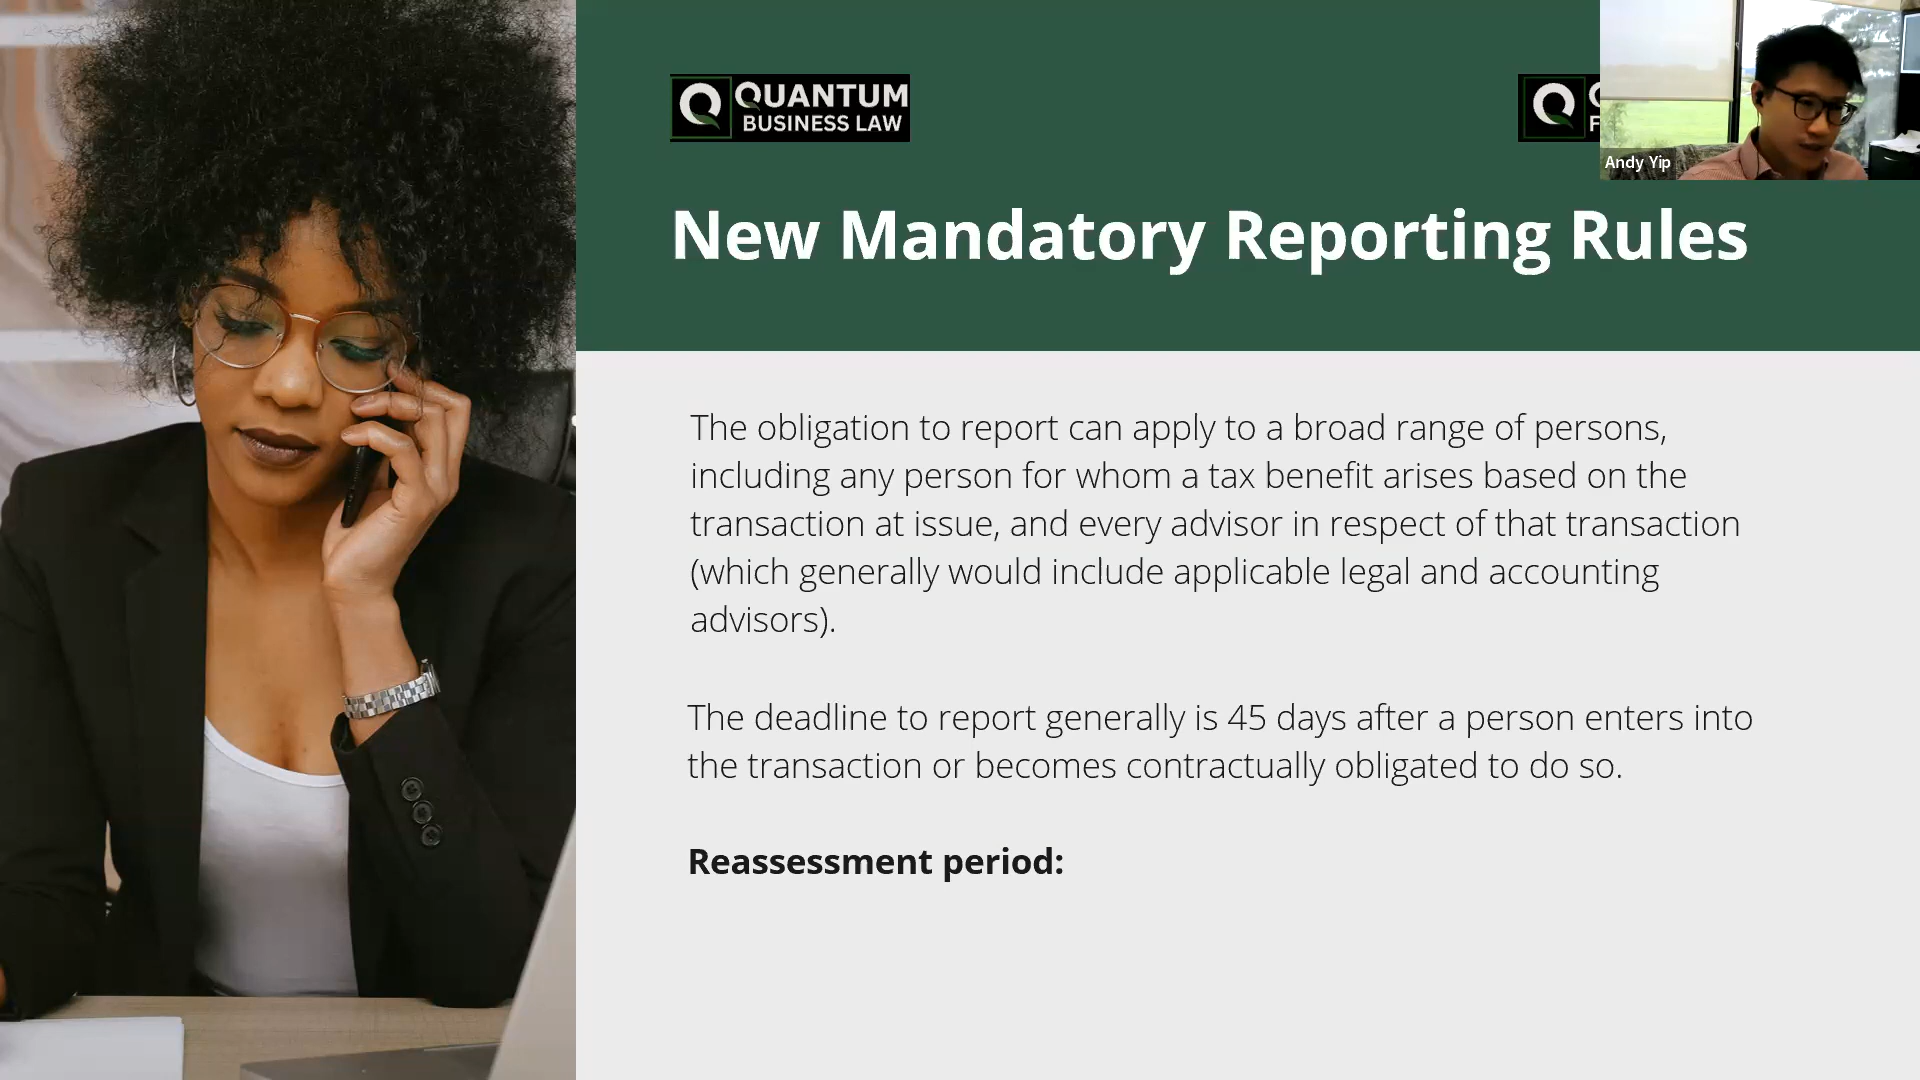 QUANTUM
BUSINESS LAW
Andy Yip
New Mandatory Reporting Rules
The obligation to report can apply to a broad range of persons,
including any person for whom a tax benefit arises based on the
transaction at issue, and every advisor in respect of that transaction
(which generally would include applicable legal and accounting
advisors).
The deadline to report generally is 45 days after a person enters into
the transaction or becomes contractually obligated to do so.
Reassessment period: